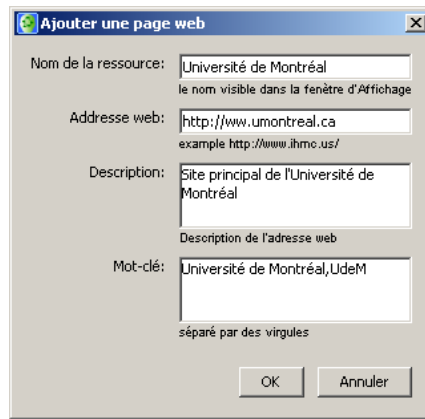 Ajouter une page web
Nom de la ressource: Université de Montréal
le nom visible dans la fenêtre d'Affichage
Addresse web: http://ww.umontreal.ca
example http://www.ihmc.us/
Description: Site principal de l'Université de
Montréal
Description de l'adresse web
Mot-clé: Université de Montréal,UdeM
séparé par des virgules
OK Annuler